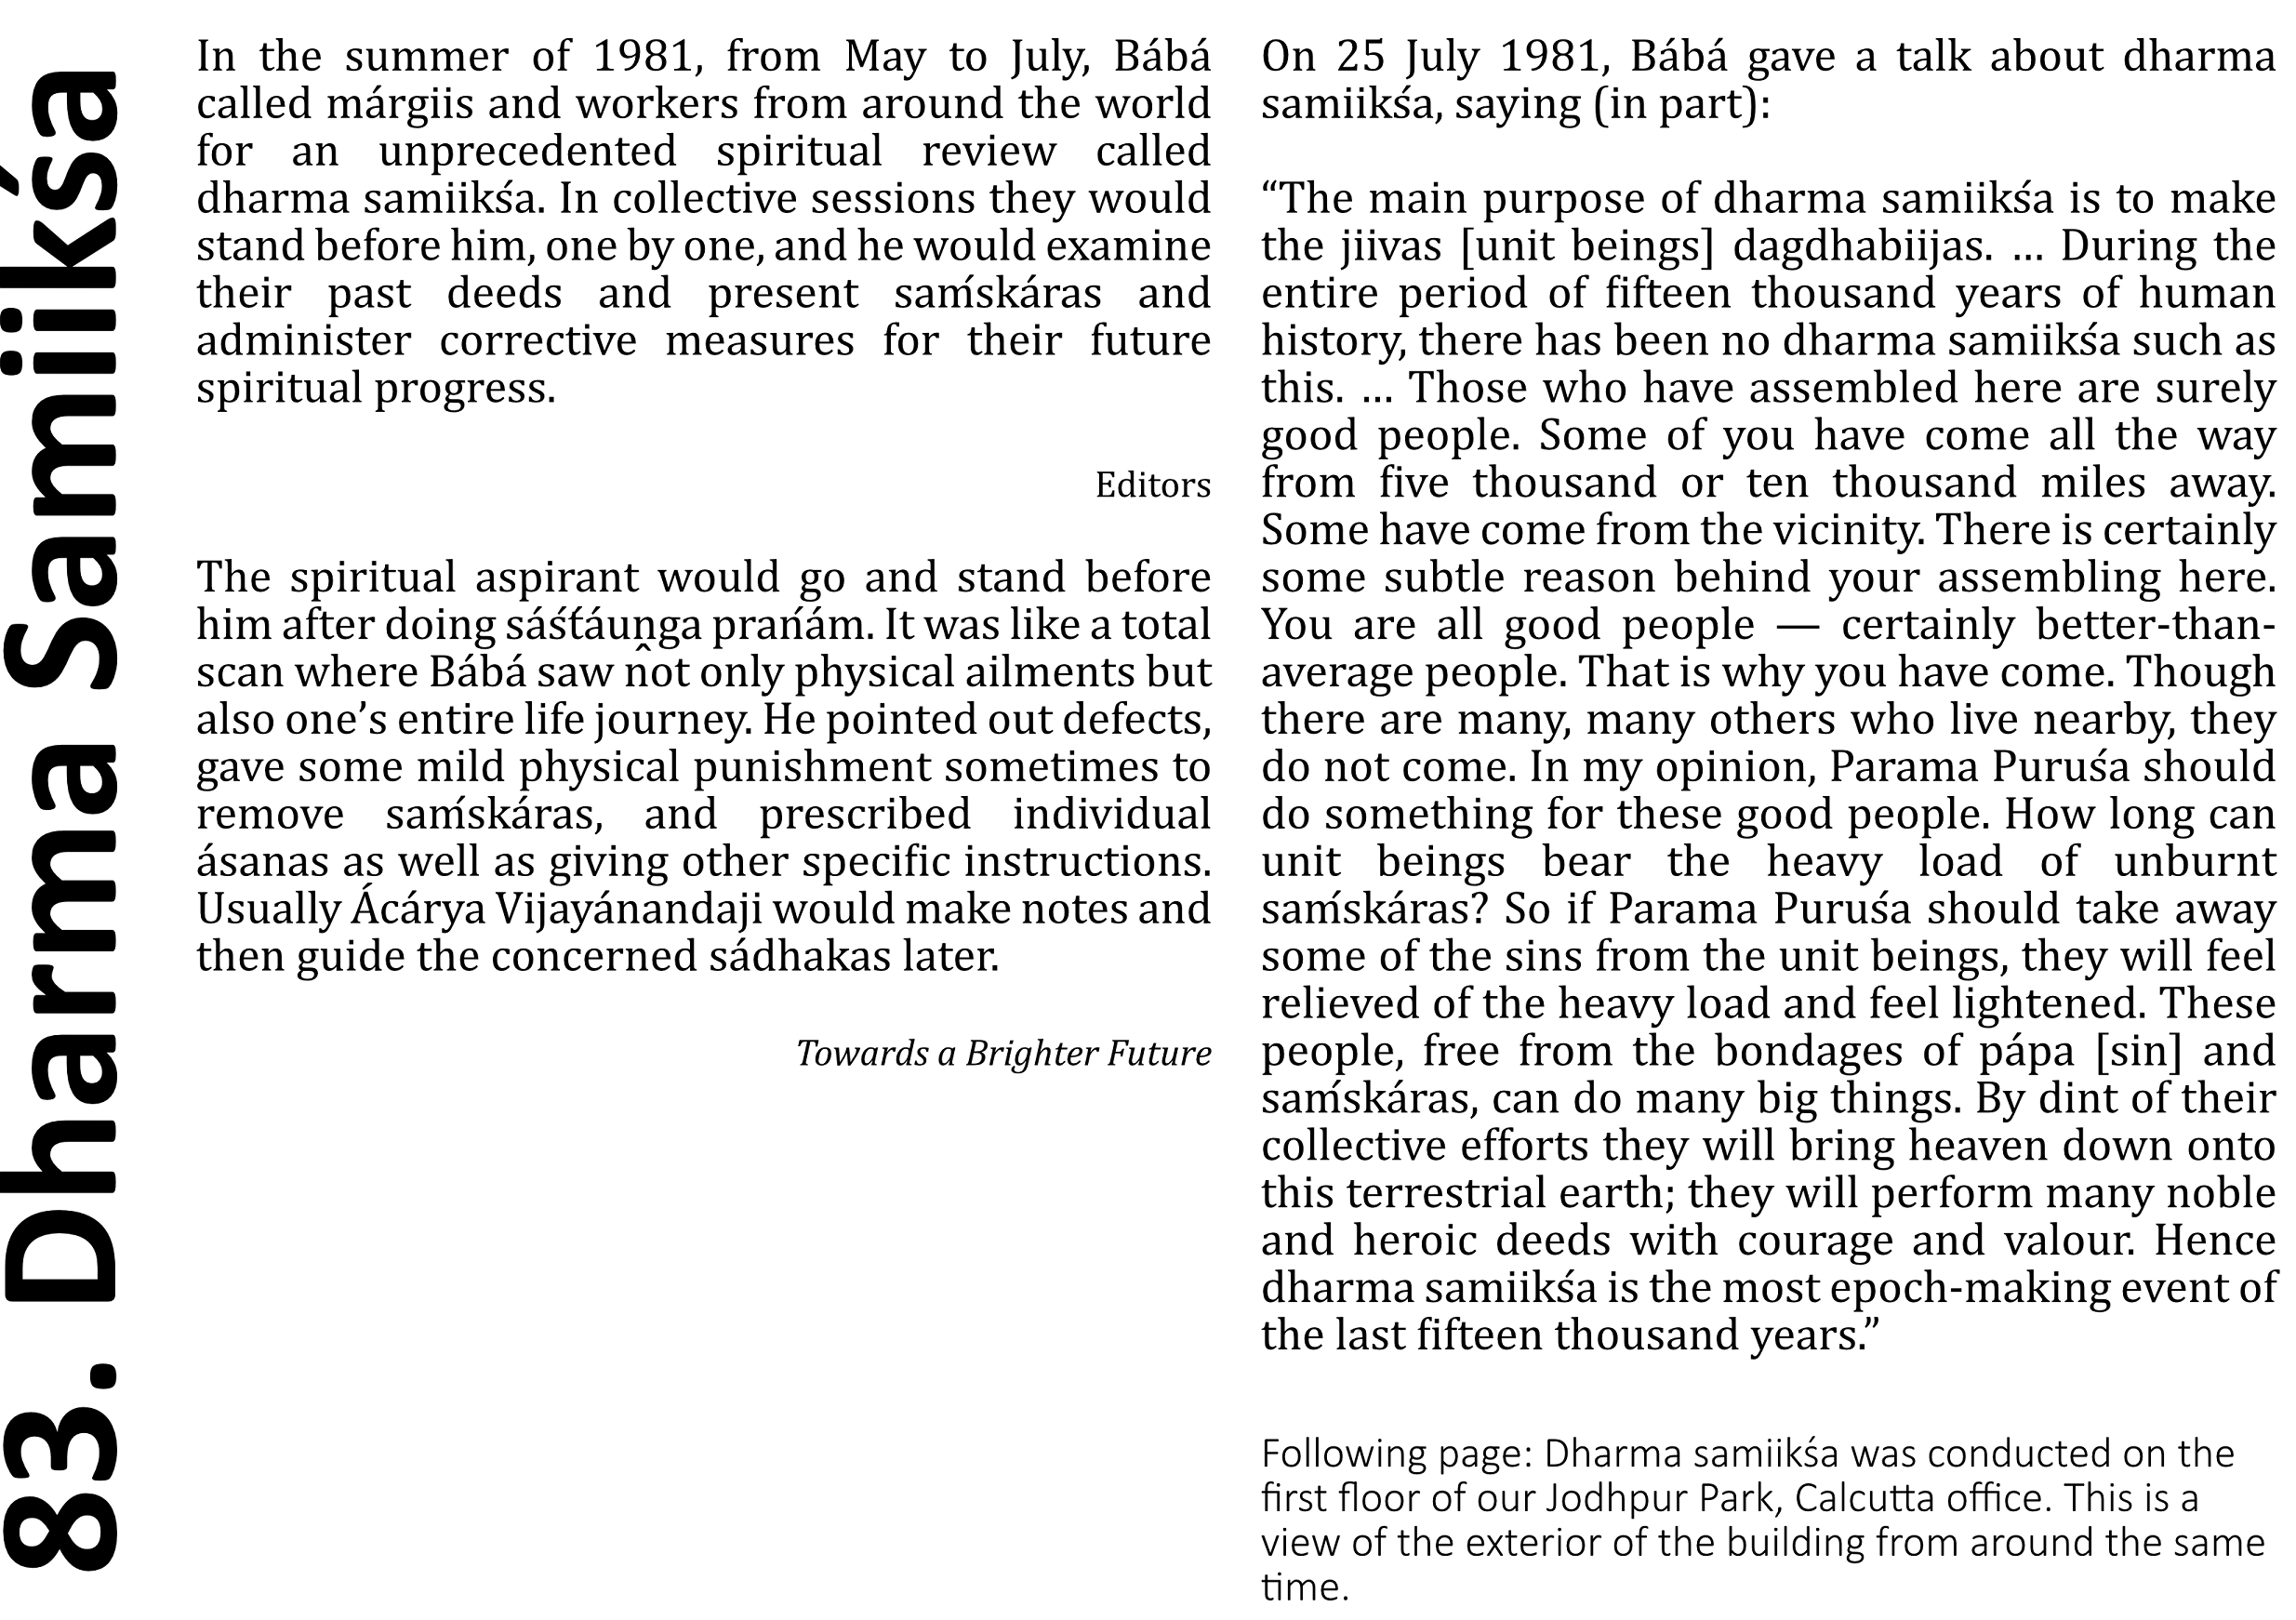 83. Dharma Samiikśa
In the summer of 1981, from May to July, Bábá
called márgiis and workers from around the world
for an unprecedented spiritual review called
dharma samiikśa. In collective sessions they would
stand before him, one by one, and he would examine
their past deeds and present saḿskáras and
administer corrective measures for their future
spiritual progress.
Editors
The spiritual aspirant would go and stand before
him after doing sáśt́áuṋga prańám. It was like a total
scan where Bábá saw not only physical ailments but
also one’s entire life journey. He pointed out defects,
gave some mild physical punishment sometimes to
remove saḿskáras, and prescribed individual
ásanas as well as giving other specific instructions.
Usually Ácárya Vijayánandaji would make notes and
then guide the concerned sádhakas later.
Towards a Brighter Future
On 25 July 1981, Bábá gave a talk about dharma
samiikśa, saying (in part):
“The main purpose of dharma samiikśa is to make
the jiivas [unit beings] dagdhabiijas. ... During the
entire period of fifteen thousand years of human
history, there has been no dharma samiikśa such as
this. ... Those who have assembled here are surely
good people. Some of you have come all the way
from five thousand or ten thousand miles away.
Some have come from the vicinity. There is certainly
some subtle reason behind your assembling here.
You are all good people — certainly better-than-
average people. That is why you have come. Though
there are many, many others who live nearby, they
do not come. In my opinion, Parama Puruśa should
do something for these good people. How long can
unit beings bear the heavy load of unburnt
saḿskáras? So if Parama Puruśa should take away
some of the sins from the unit beings, they will feel
relieved of the heavy load and feel lightened. These
people, free from the bondages of pápa [sin] and
saḿskáras, can do many big things. By dint of their
collective efforts they will bring heaven down onto
this terrestrial earth; they will perform many noble
and heroic deeds with courage and valour. Hence
dharma samiikśa is the most epoch-making event of
the last fifteen thousand years.”
Following page: Dharma samiikśa was conducted on the
first floor of our Jodhpur Park, Calcutta office. This is a
view of the exterior of the building from around the same
time.